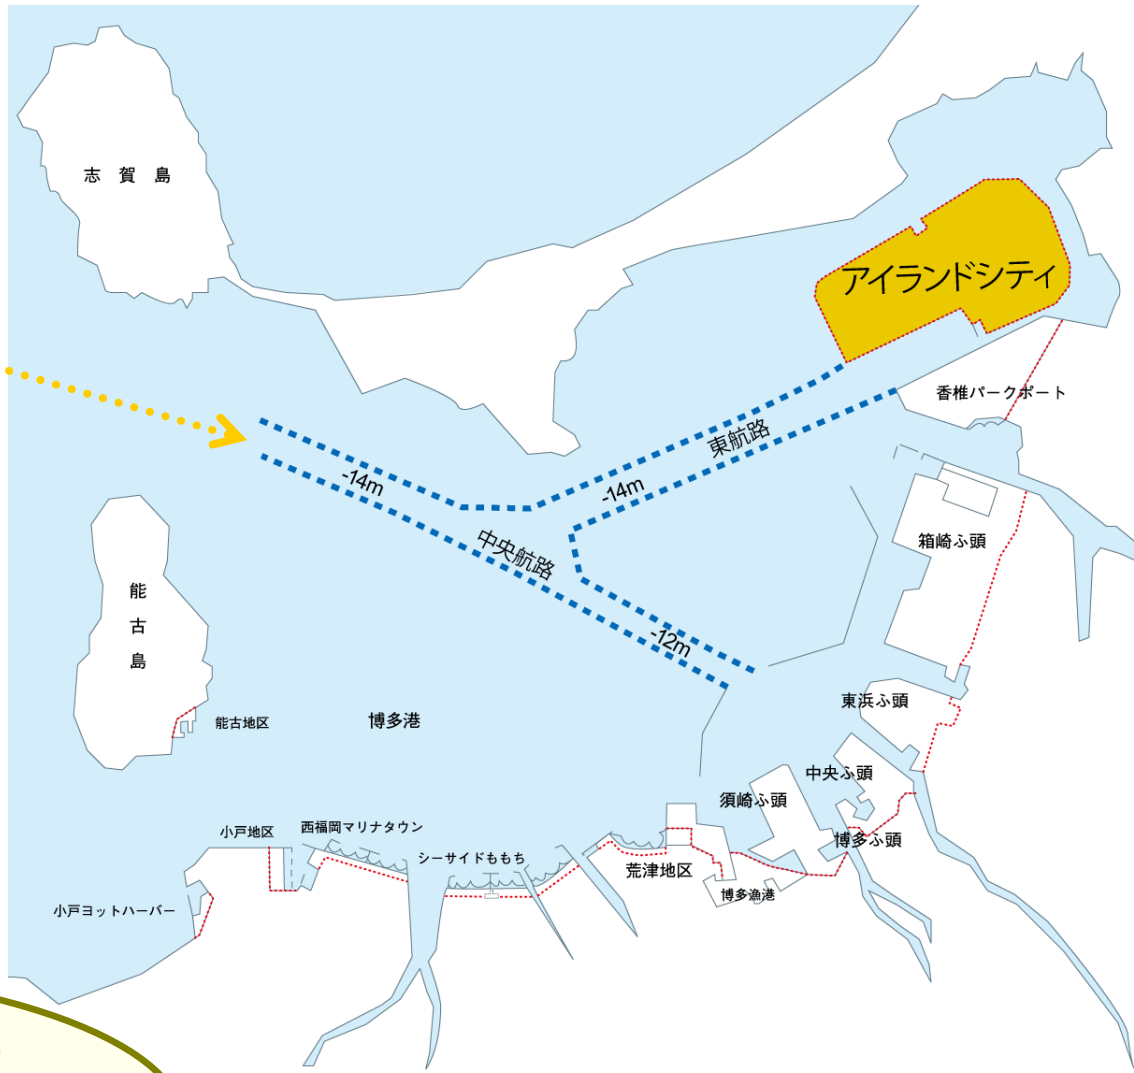 志賀島
アイランドシティ
香椎パークポート
東航路
-14m
-14m
中央航路
箱崎ふ頭
能古島
-12m
東浜ふ頭
能古地区
博多港
中央ふ頭
須崎ふ頭
小戸地区
西福岡マリナタウン
博多ふ頭
シーサイドももち
荒津地区
博多漁港
小戸ヨットハーバー